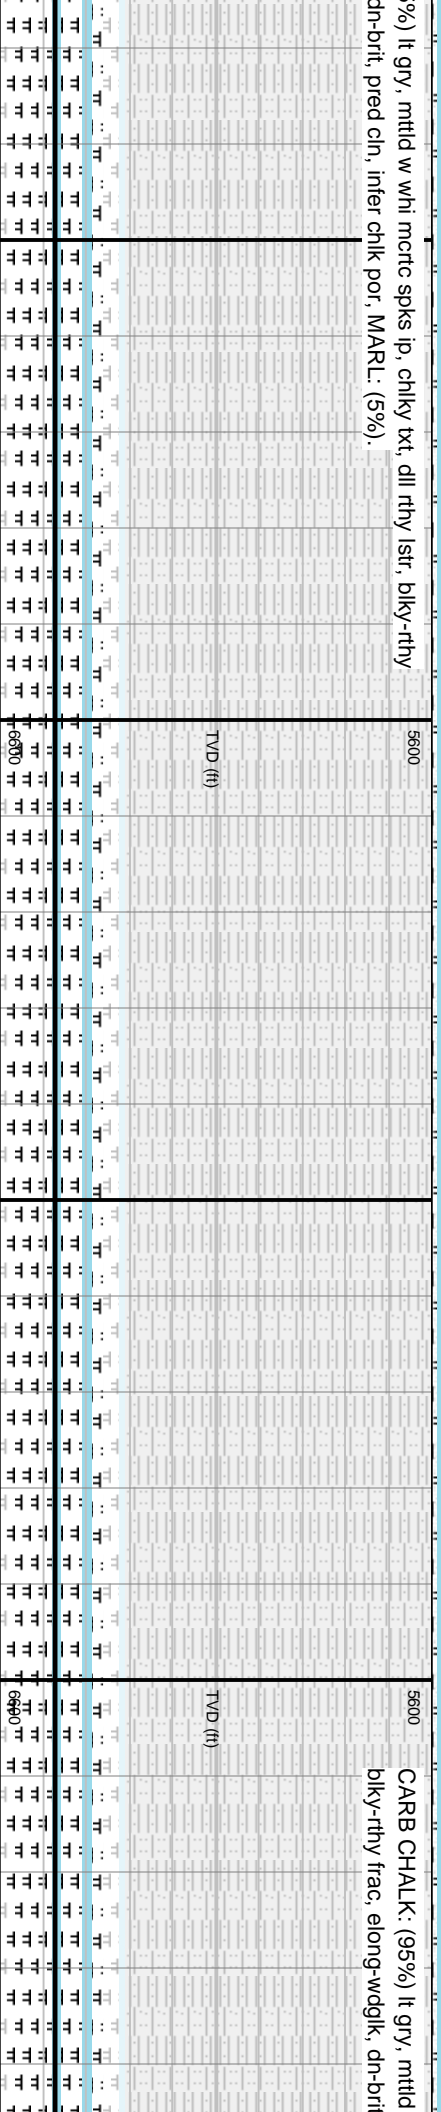 %) lt gry, mttld w whi mcrtc spks ip, chlky txt, dll rthy lstr, blky-rthy
dn-brit, pred cln, infer chlk por, MARL: (5%).
5600
TVD (ft)
6600
5600
TVD (ft)
6600
CARB CHALK: (95%) lt gry, mttld
blky-rthy frac, elong-wdglk, dn-brit